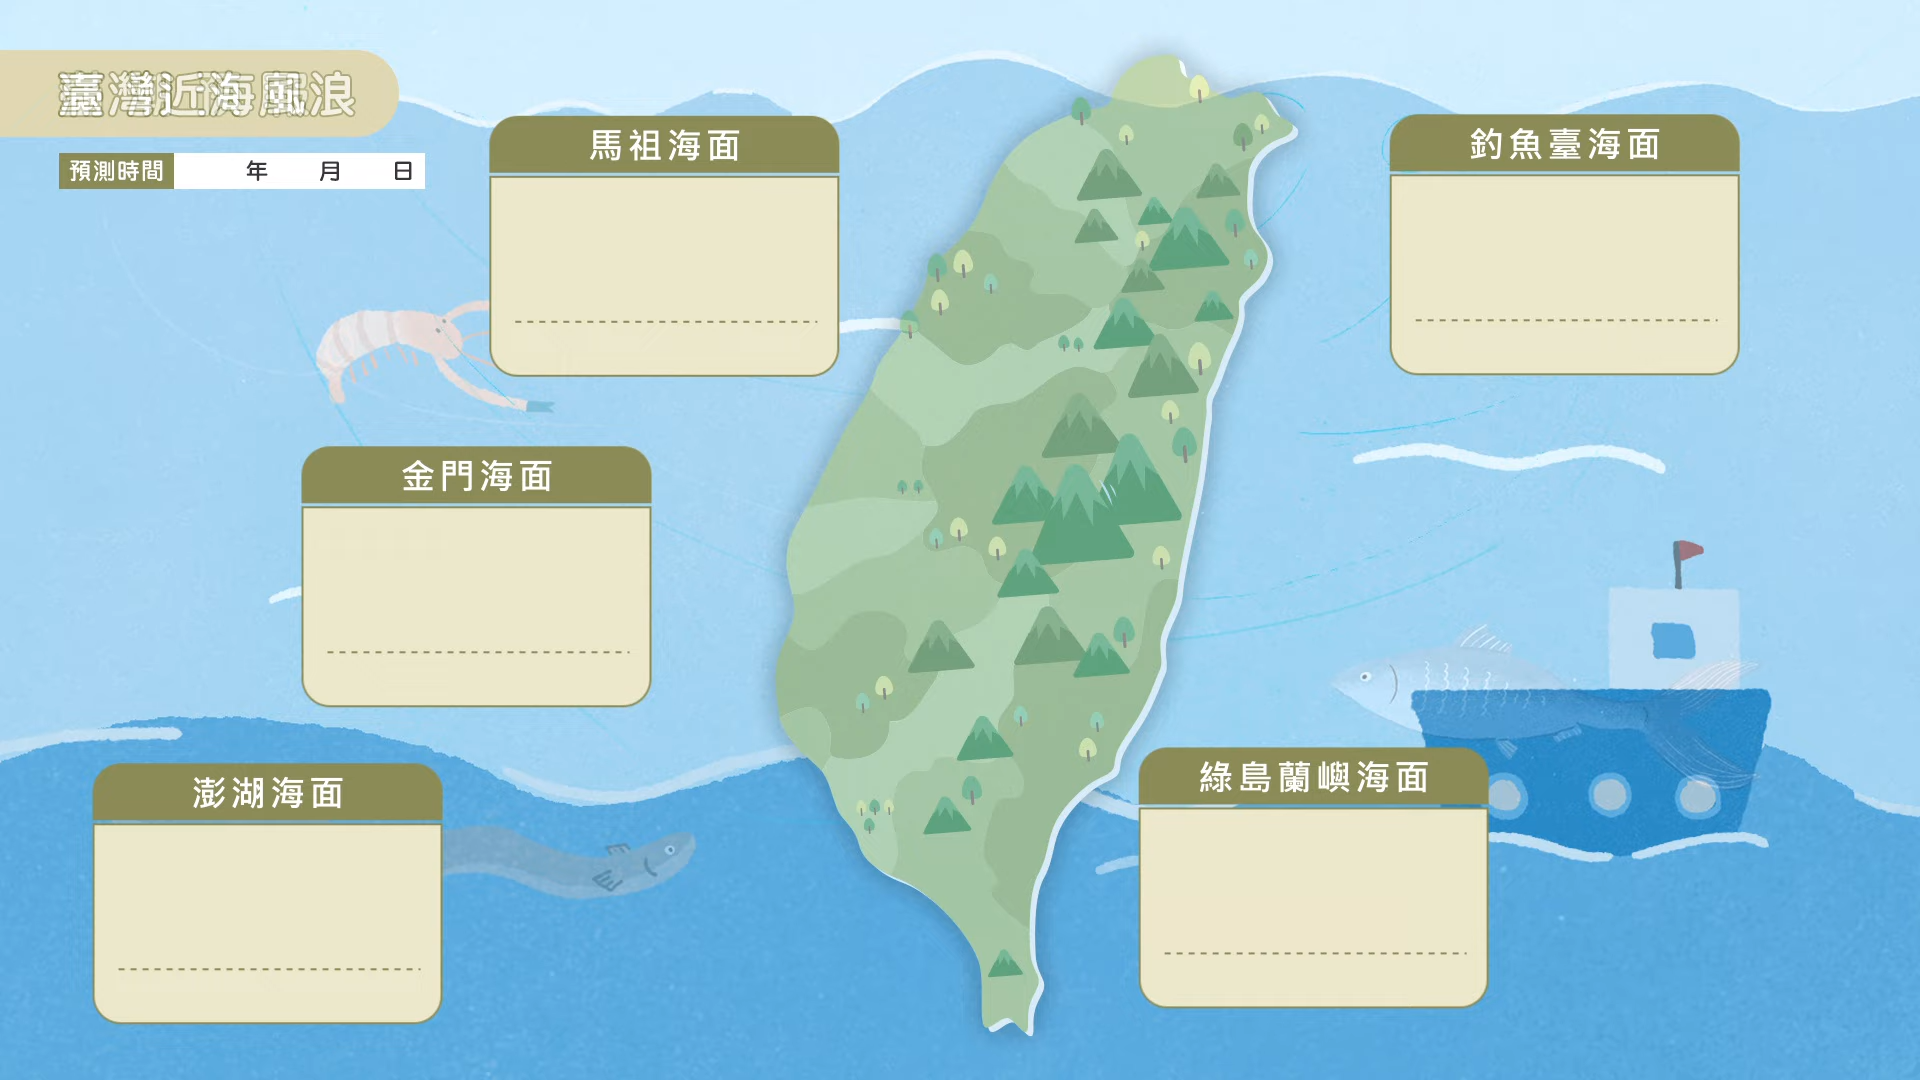 臺灣近海風浪
預測時間 年 月 日
馬祖海面
釣魚臺海面
金門海面
澎湖海面
綠島蘭嶼海面